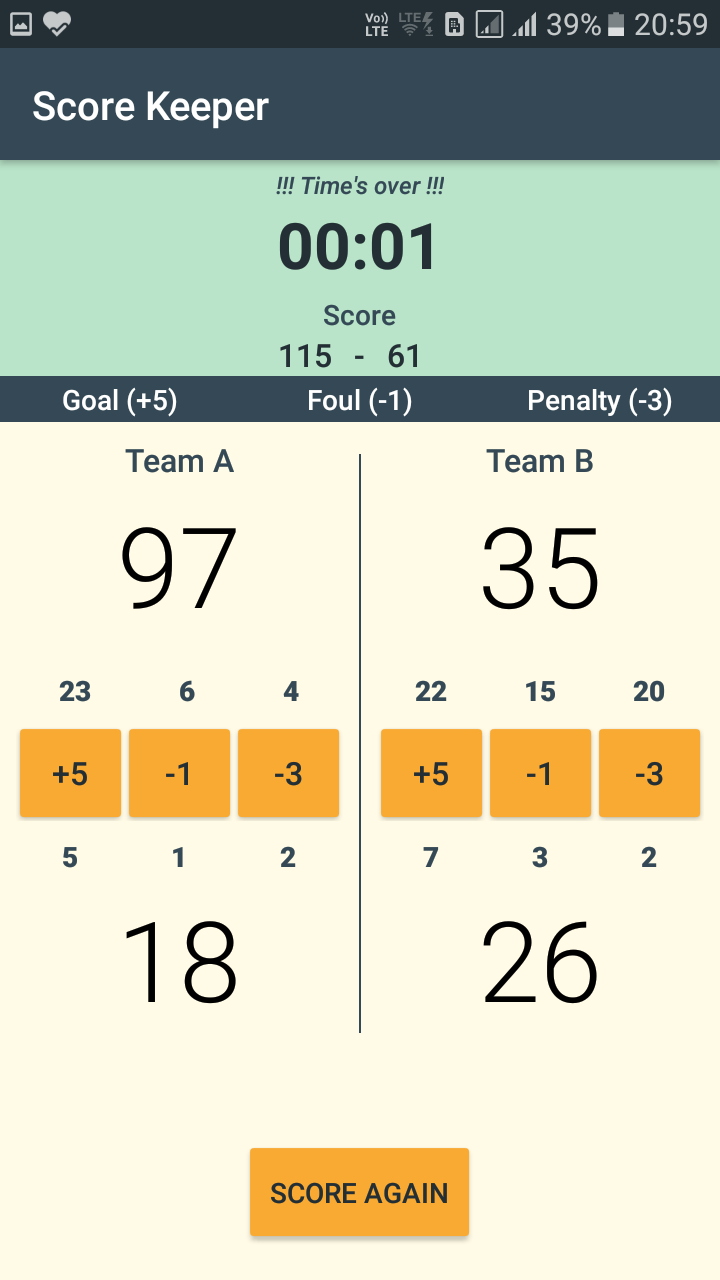 Vo)) LTE LTE 39% 20:59
Score Keeper
!!! Time's over !!!
00:01
Score
115 - 61
Goal (+5) Foul (-1) Penalty (-3)
Team A Team B
97 35
23 6 4 22 15 20
+5 -1 -3 +5 -1 -3
5 1 2 7 3 2
18 26
SCORE AGAIN